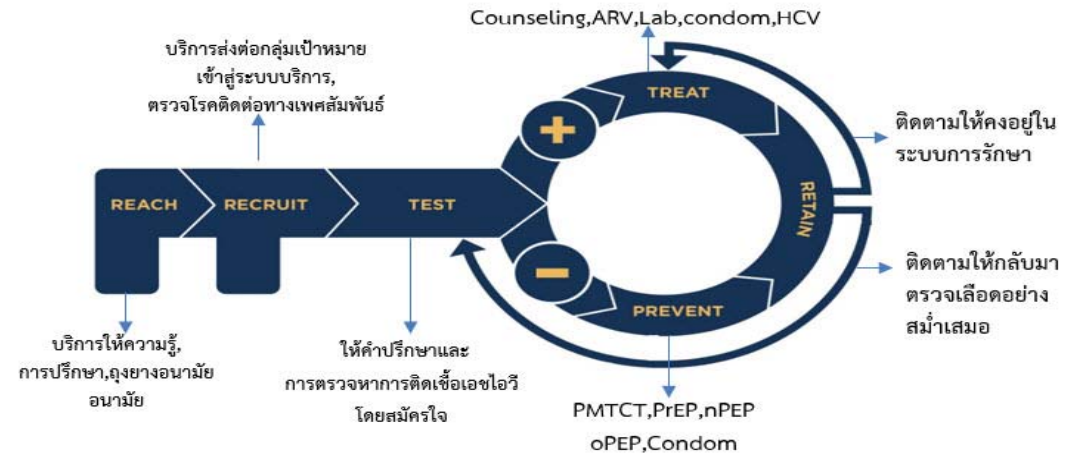 Counseling,ARV,Lab,condom,HCV
บริการส่งต่อกลุ่มเป้าหมาย
เข้าสู่ระบบบริการ,
ตรวจโรคติดต่อทางเพศสัมพันธ์
TREAT
ติดตามให้คงอยู่ใน
ระบบการรักษา
REACH
RECRUIT
TEST
RETAIN
PREVENT
ติดตามให้กลับมา
ตรวจเลือดอย่าง
สม่ำเสมอ
บริการให้ความรู้,
การปรึกษา,ถุงยางอนามัย
อนามัย
ให้คำปรึกษาและ
การตรวจหาการติดเชื้อเอชไอวี
โดยสมัครใจ
PMTCT,PrEP,nPEP
oPEP,Condom